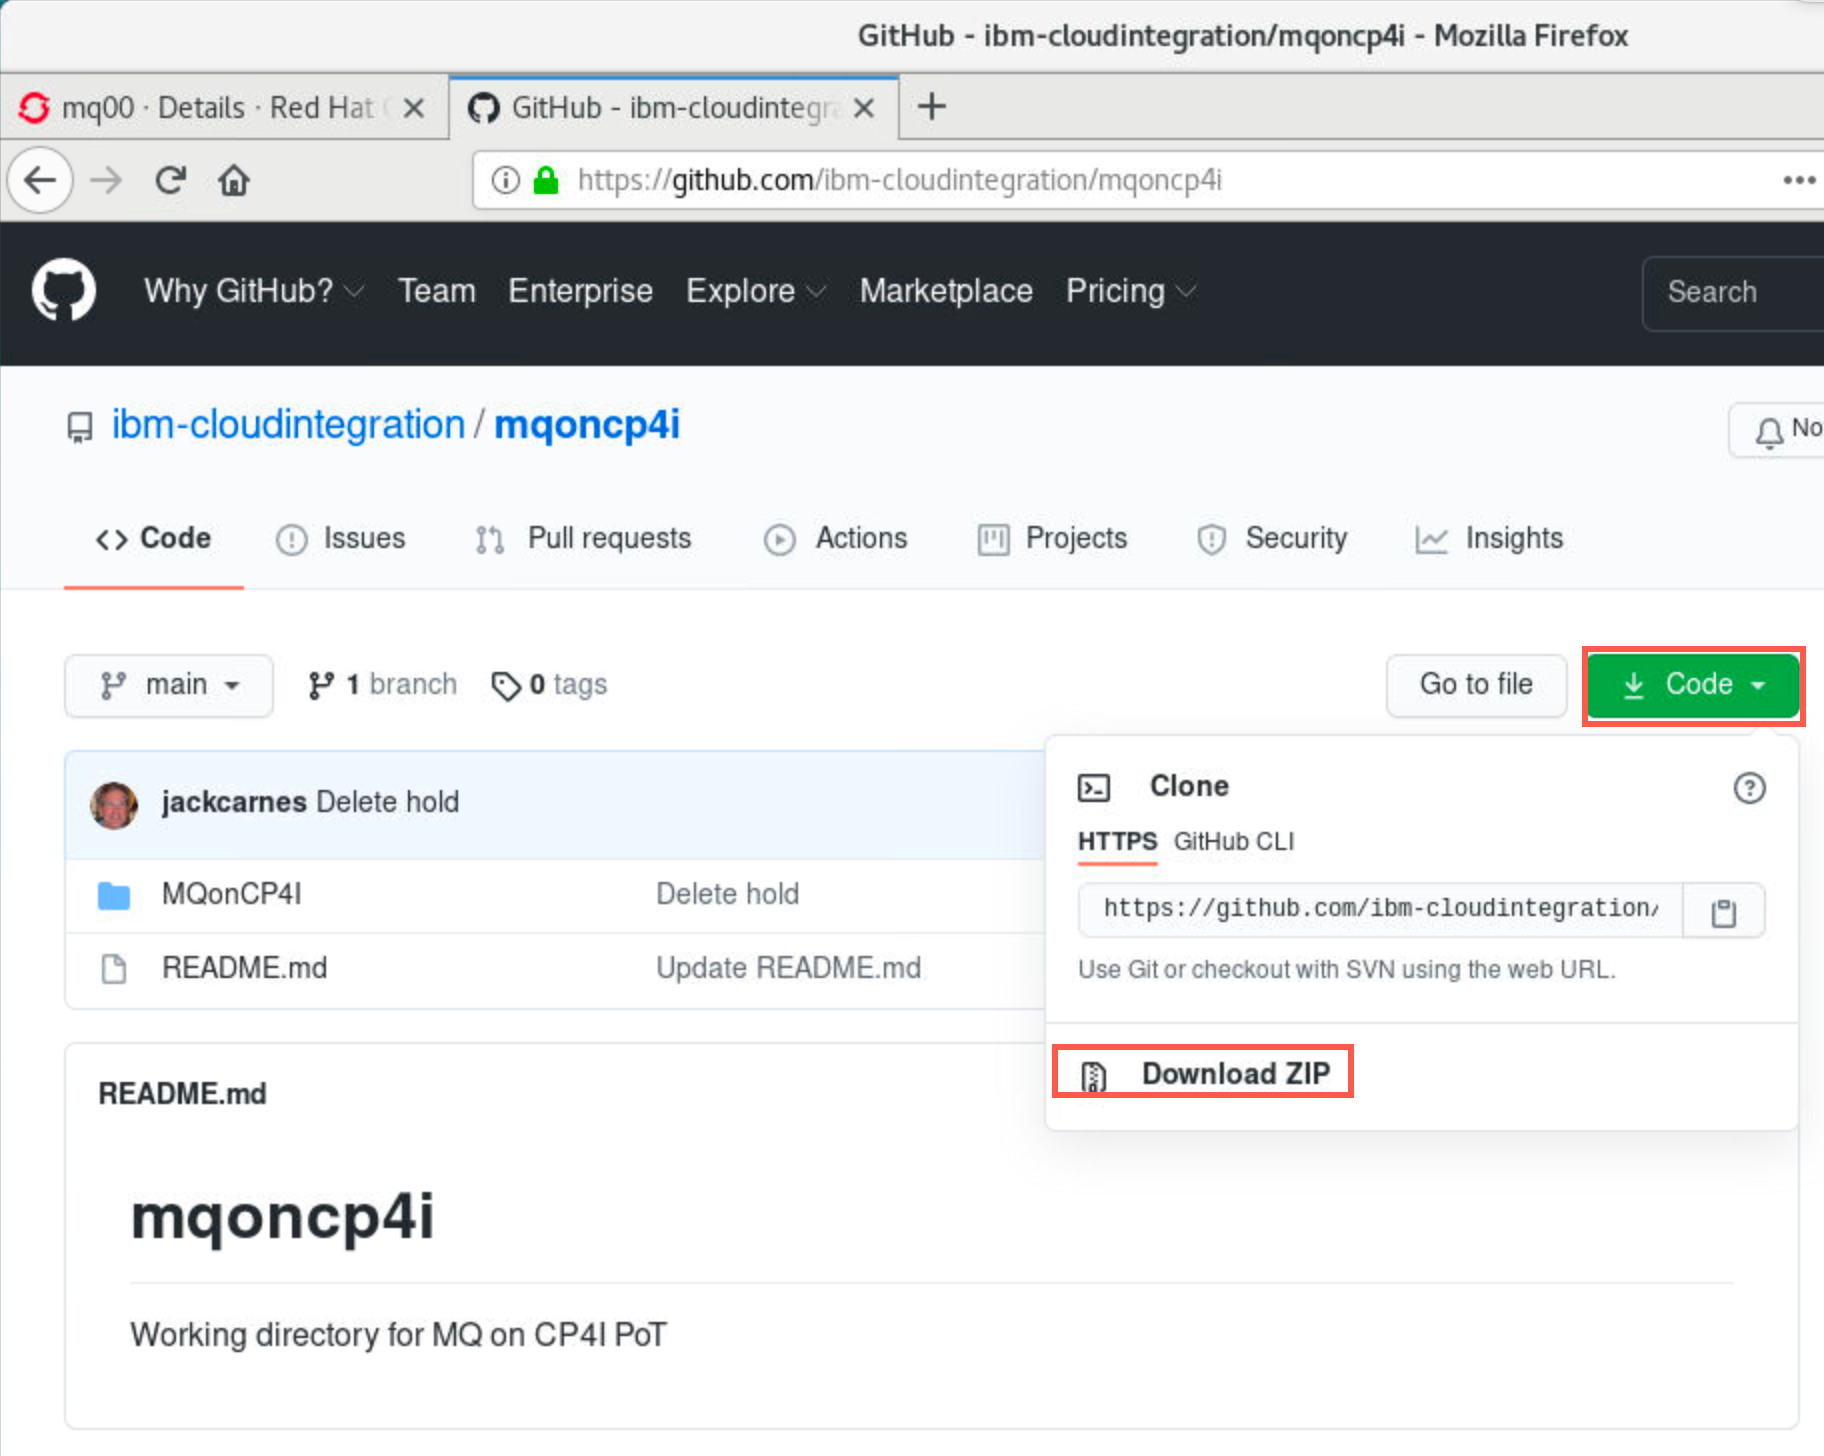 GitHub - ibm-cloudintegration/mqoncp4i - Mozilla Firefox
mq00 · Details · Red Hat
GitHub - ibm-cloudintegra
https://github.com/ibm-cloudintegration/mqoncp4i
Why GitHub? Team Enterprise Explore Marketplace Pricing Search
ibm-cloudintegration / mqoncp4i
No
Code Issues Pull requests Actions Projects Security Insights
main 1 branch 0 tags Go to file Code
jackcarnes Delete hold
MQonCP4I Delete hold
README.md Update README.md
Clone
HTTPS GitHub CLI
https://github.com/ibm-cloudintegration/
Use Git or checkout with SVN using the web URL.
Download ZIP
README.md
mqoncp4i
Working directory for MQ on CP4I PoT